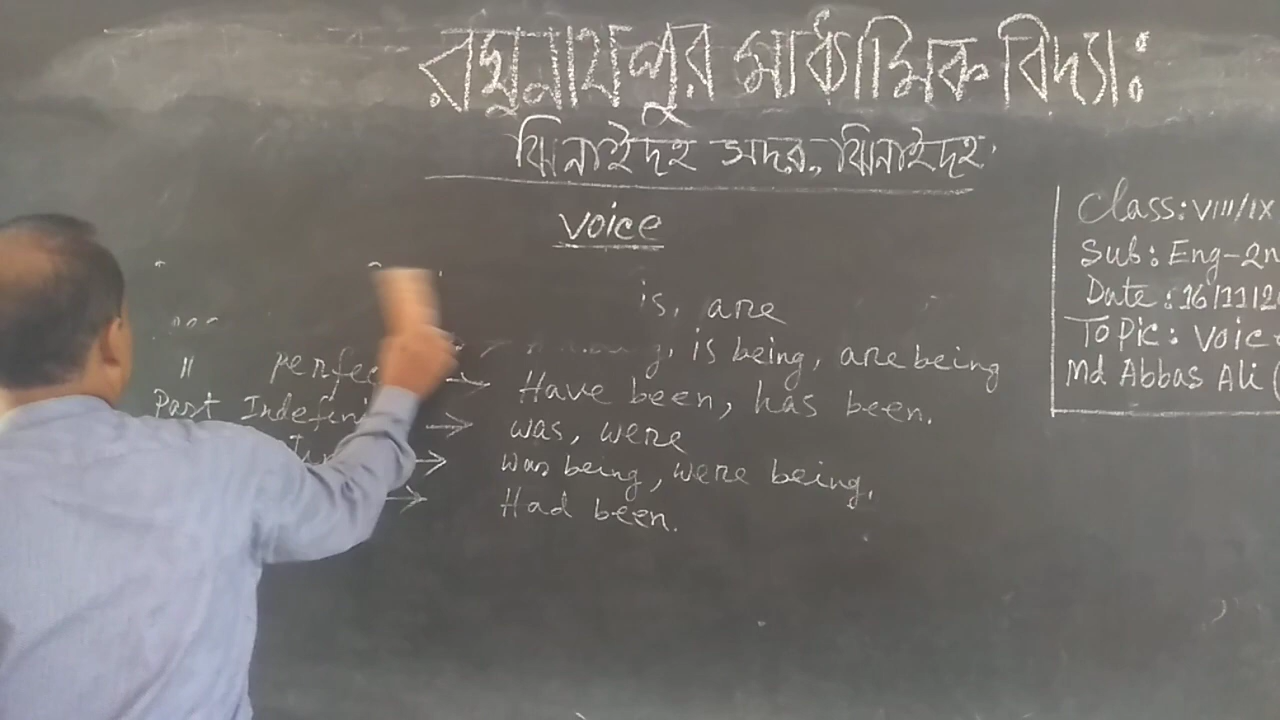 রঘুনাথপুর মাধ্যমিক বিদ্যাঃ
ঝিনাইদহ সদর, ঝিনাইদহ
voice
is, are
is being, are being
" perfec → Have been, has been.
Past Indefini → was, were
→ was being, were being,
→ Had been.
Class: VIII/IX
Sub: Eng-2n
Date: 16/11/2
Topic: Voic
Md Abbas Ali (